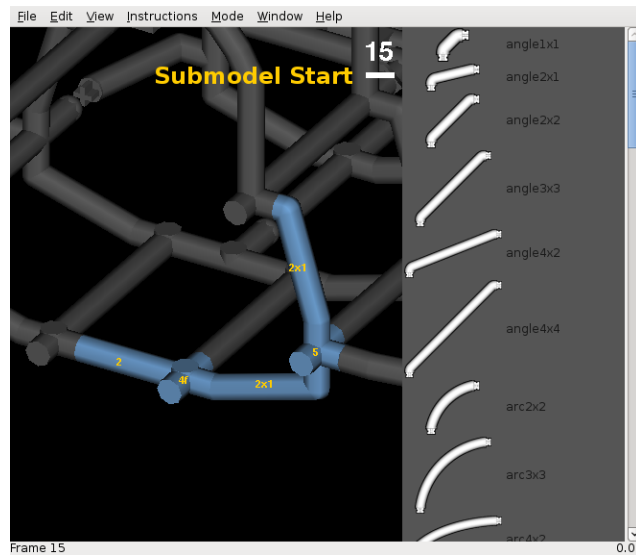 File Edit View Instructions Mode Window Help
15
Submodel Start
angle1x1
angle2x1
angle2x2
angle3x3
angle4x2
angle4x4
arc2x2
arc3x3
arc4x2
2x1
5
2
4f
2x1
Frame 15
0.0